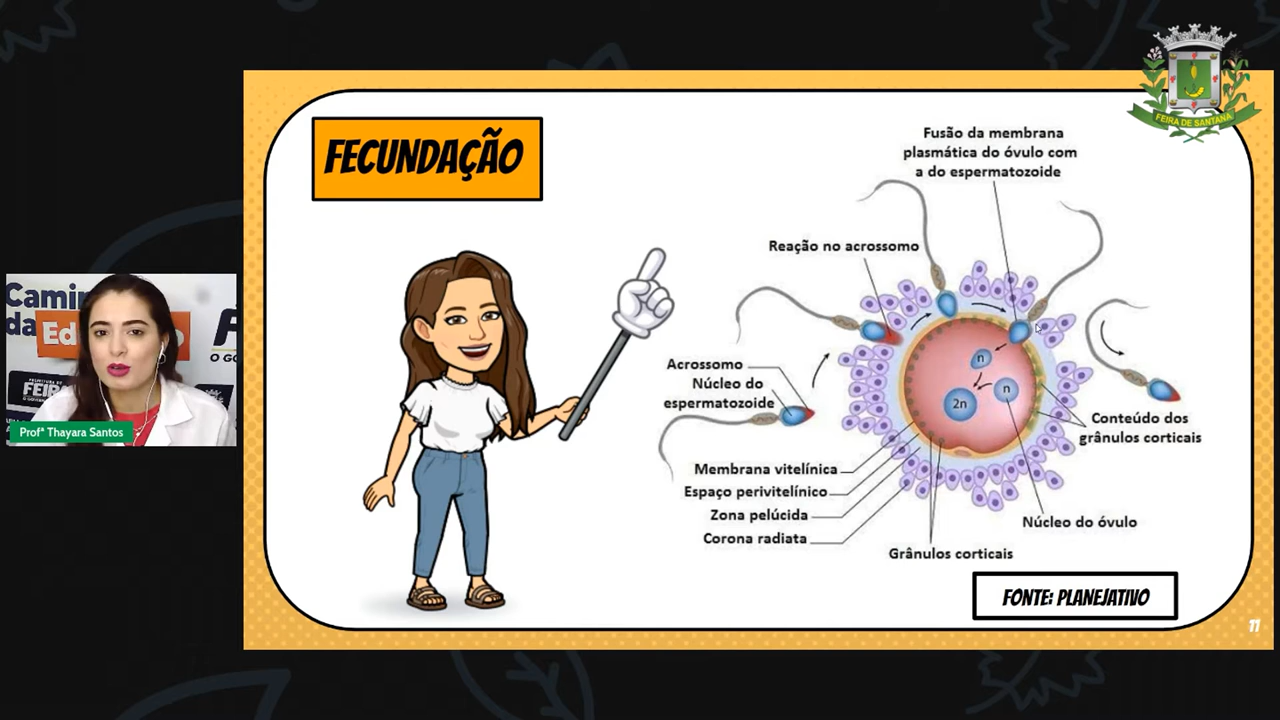 FEIRA DE SANTANA
FECUNDAÇÃO
Fusão da membrana
plasmática do óvulo com
a do espermatozoide
Reação no acrossomo
Acrossomo
Núcleo do
espermatozoide
n
n
2n
Conteúdo dos
grânulos corticais
Membrana vitelínica
Espaço perivitelínico
Zona pelúcida
Corona radiata
Núcleo do óvulo
Grânulos corticais
FONTE: PLANEJATIVO
11
Profª Thayara Santos